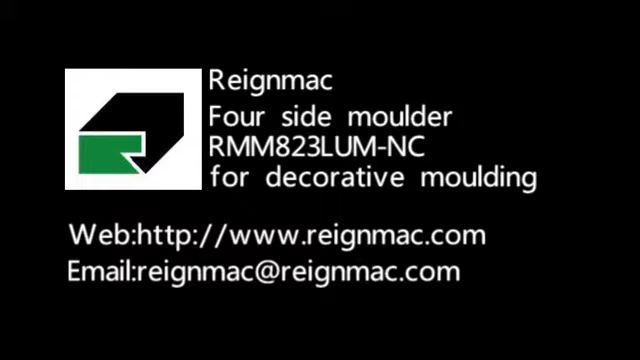 Reignmac
Four side moulder
RMM823LUM-NC
for decorative moulding
Web:http://www.reignmac.com
Email:reignmac@reignmac.com